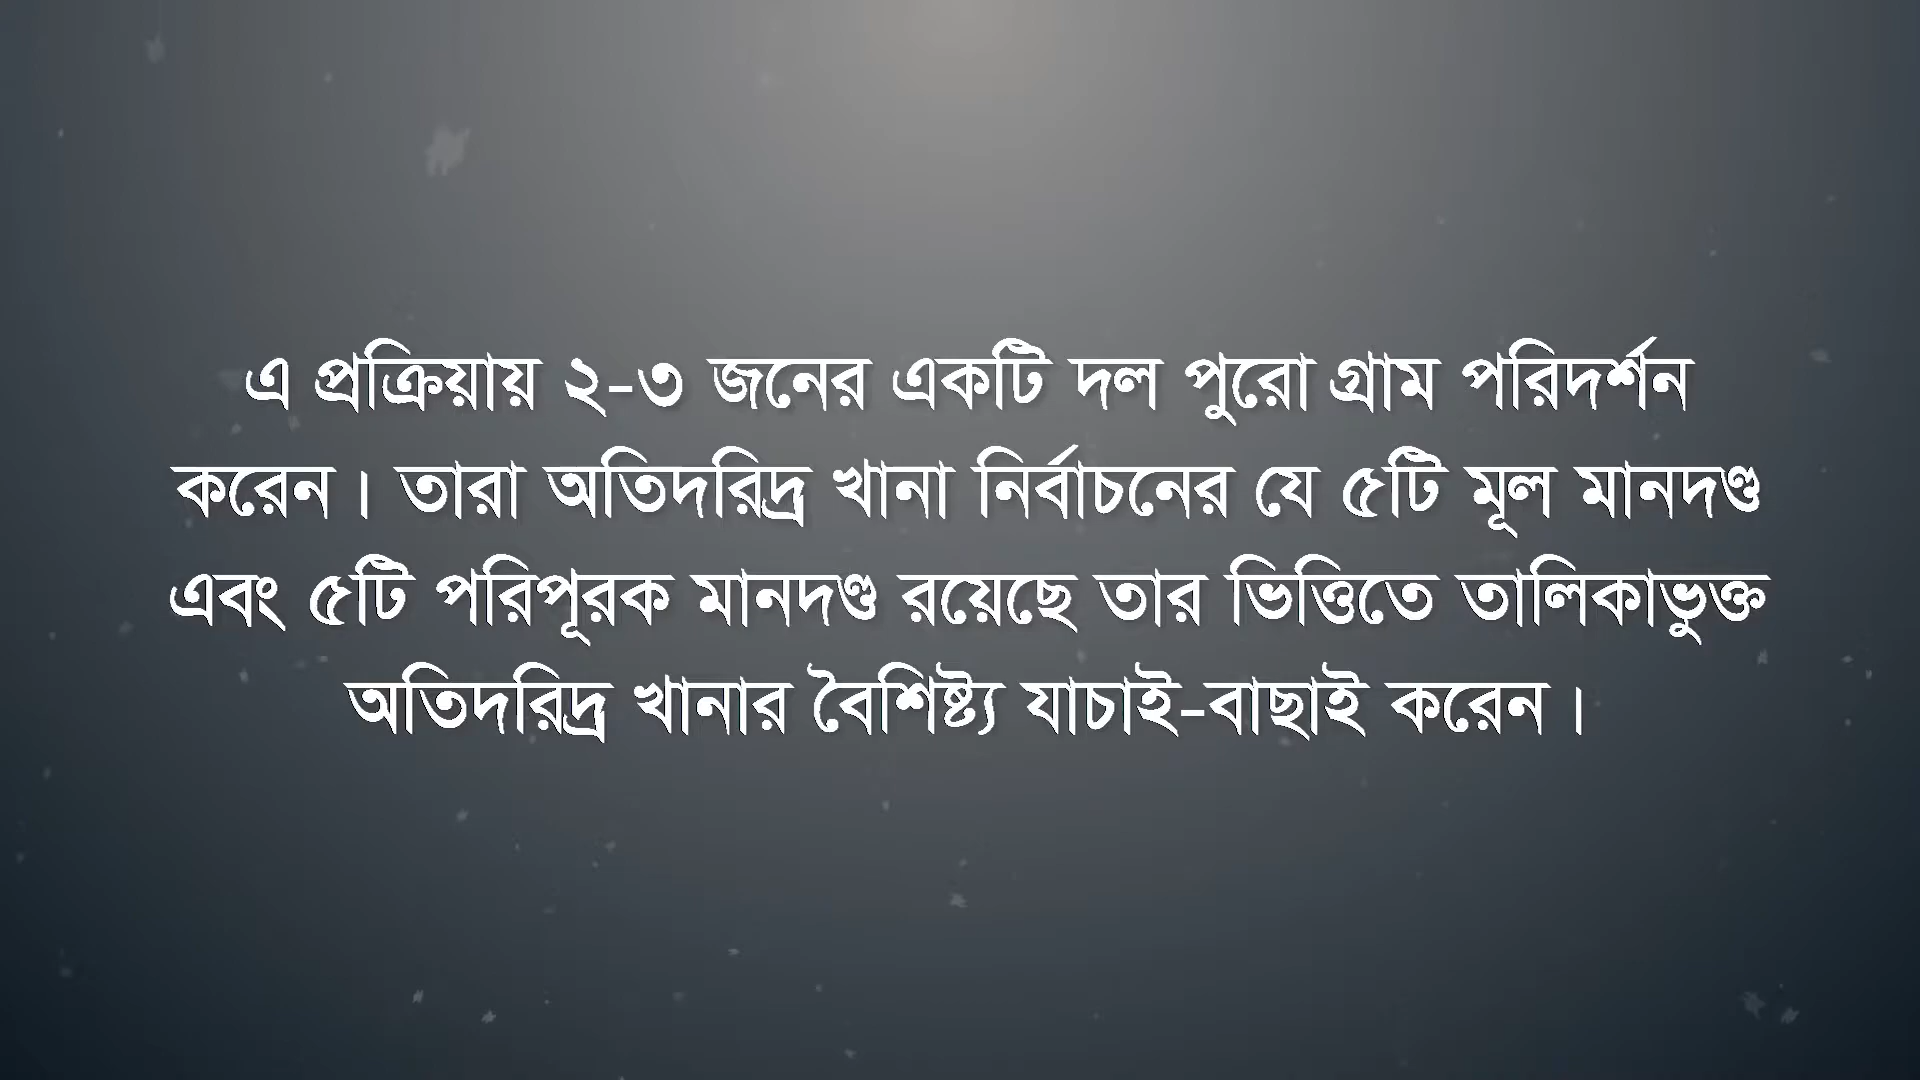 এ প্রক্রিয়ায় ২-৩ জনের একটি দল পুরো গ্রাম পরিদর্শন
করেন। তারা অতিদরিদ্র খানা নির্বাচনের যে ৫টি মূল মানদণ্ড
এবং ৫টি পরিপূরক মানদণ্ড রয়েছে তার ভিত্তিতে তালিকাভুক্ত
অতিদরিদ্র খানার বৈশিষ্ট্য যাচাই-বাছাই করেন।